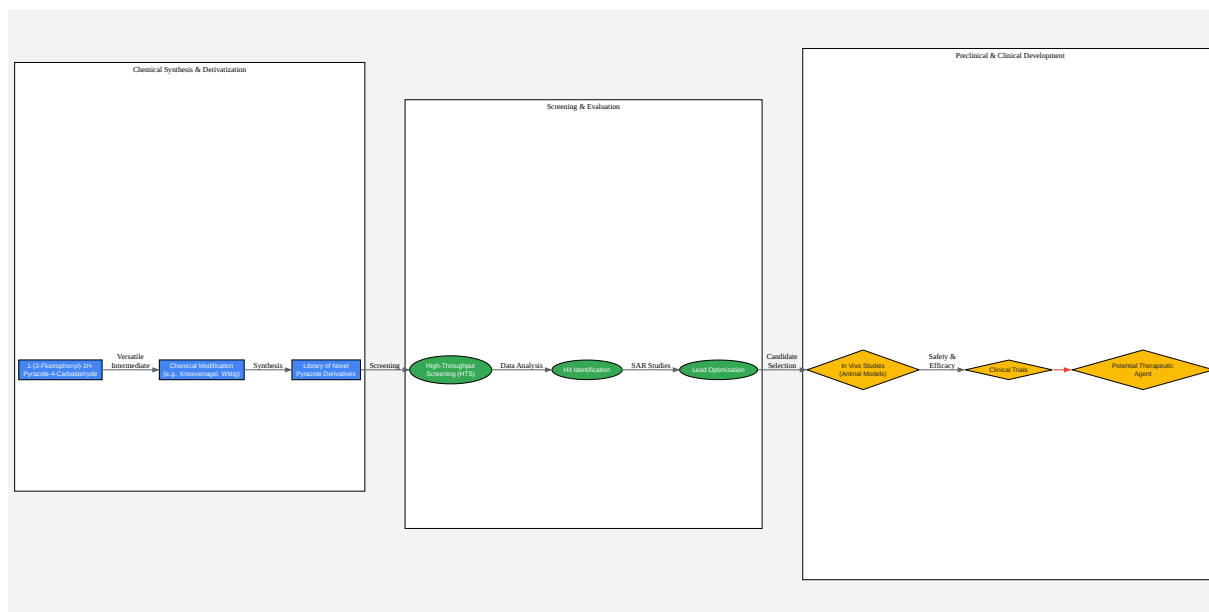 Chemical Synthesis & Derivatization
1-(2-Fluorophenyl)-1H-
Pyrazole-4-Carbaldehyde
Versatile
Intermediate
Chemical Modification
(e.g., Knoevenagel, Wittig)
Synthesis
Library of Novel
Pyrazole Derivatives
Screening
Screening & Evaluation
High-Throughput
Screening (HTS)
Data Analysis
Hit Identification
SAR Studies
Lead Optimization
Candidate
Selection
Preclinical & Clinical Development
In Vivo Studies
(Animal Models)
Safety &
Efficacy
Clinical Trials
Potential Therapeutic
Agent